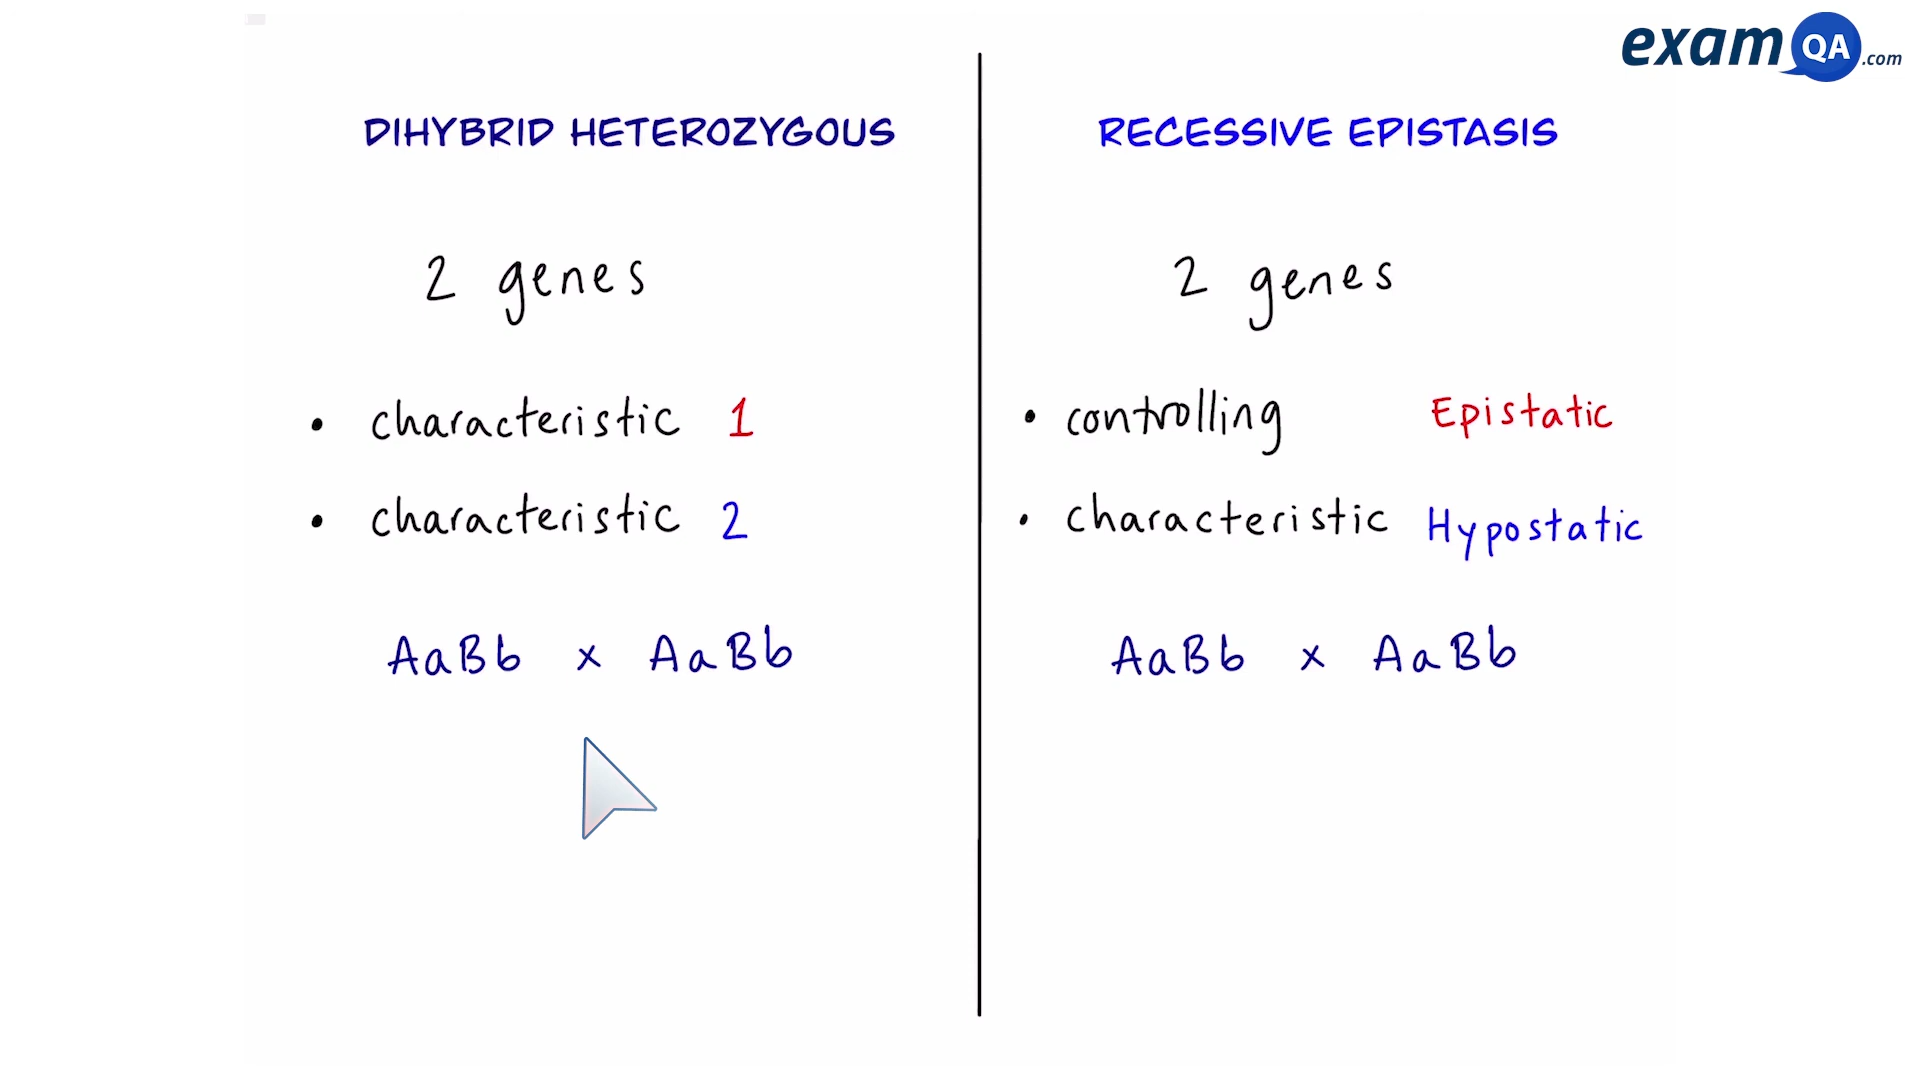 examQA.com
DIHYBRID HETEROZYGOUS
2 genes
• characteristic 1
• characteristic 2
AaBb x AaBb
RECESSIVE EPISTASIS
2 genes
• controlling Epistatic
• characteristic Hypostatic
AaBb x AaBb